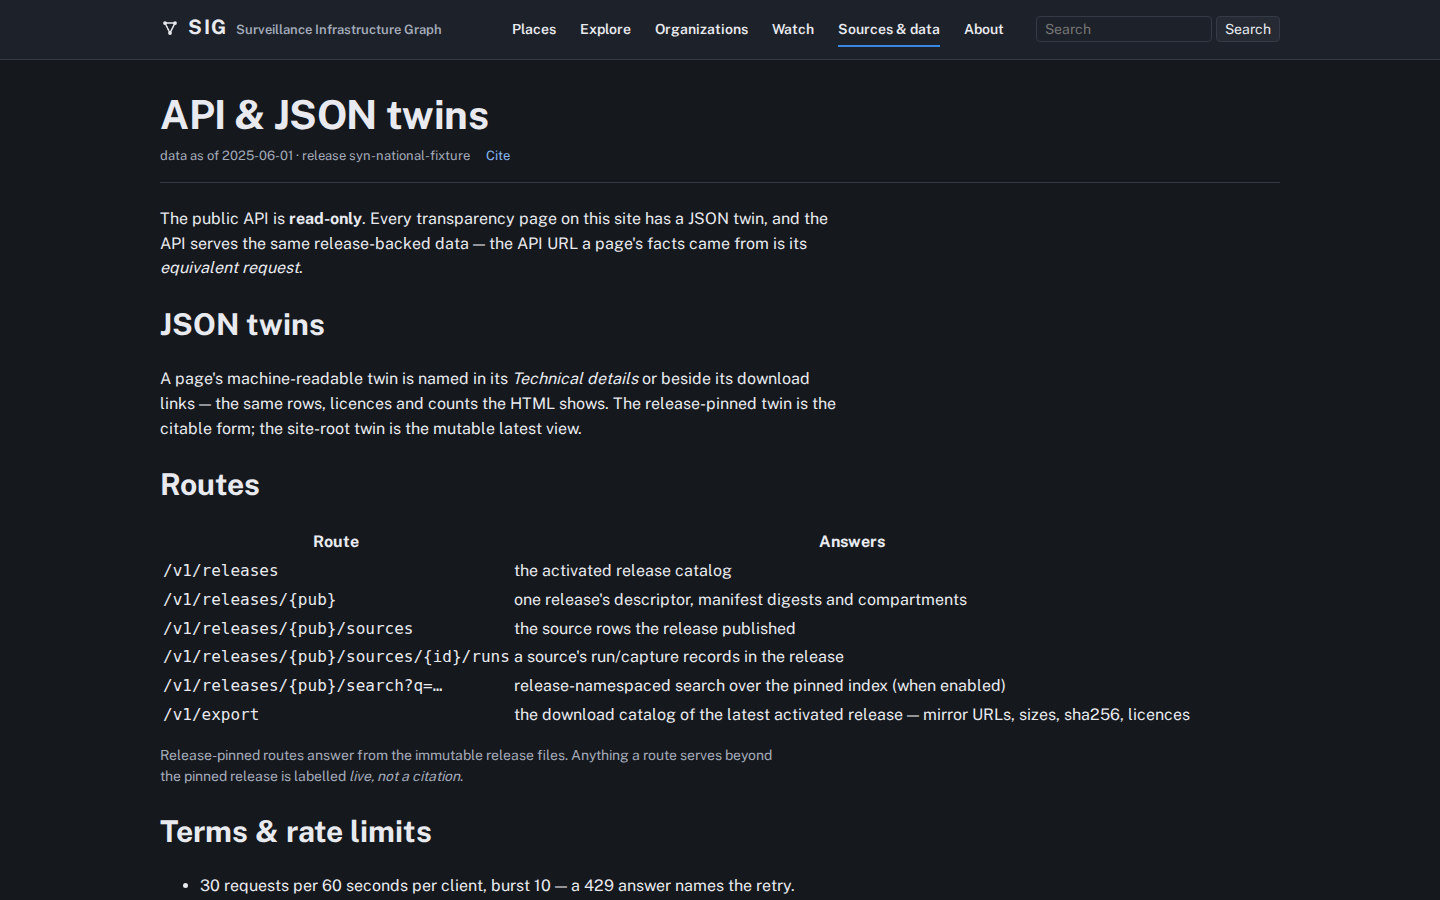 SIG Surveillance Infrastructure Graph Places Explore Organizations Watch Sources & data About Search Search
API & JSON twins
data as of 2025-06-01 · release syn-national-fixture Cite
The public API is read-only. Every transparency page on this site has a JSON twin, and the
API serves the same release-backed data — the API URL a page's facts came from is its
equivalent request.
JSON twins
A page's machine-readable twin is named in its Technical details or beside its download
links — the same rows, licences and counts the HTML shows. The release-pinned twin is the
citable form; the site-root twin is the mutable latest view.
Routes
Route Answers
/v1/releases the activated release catalog
/v1/releases/{pub} one release's descriptor, manifest digests and compartments
/v1/releases/{pub}/sources the source rows the release published
/v1/releases/{pub}/sources/{id}/runs a source's run/capture records in the release
/v1/releases/{pub}/search?q=… release-namespaced search over the pinned index (when enabled)
/v1/export the download catalog of the latest activated release — mirror URLs, sizes, sha256, licences
Release-pinned routes answer from the immutable release files. Anything a route serves beyond
the pinned release is labelled live, not a citation.
Terms & rate limits
• 30 requests per 60 seconds per client, burst 10 — a 429 answer names the retry.